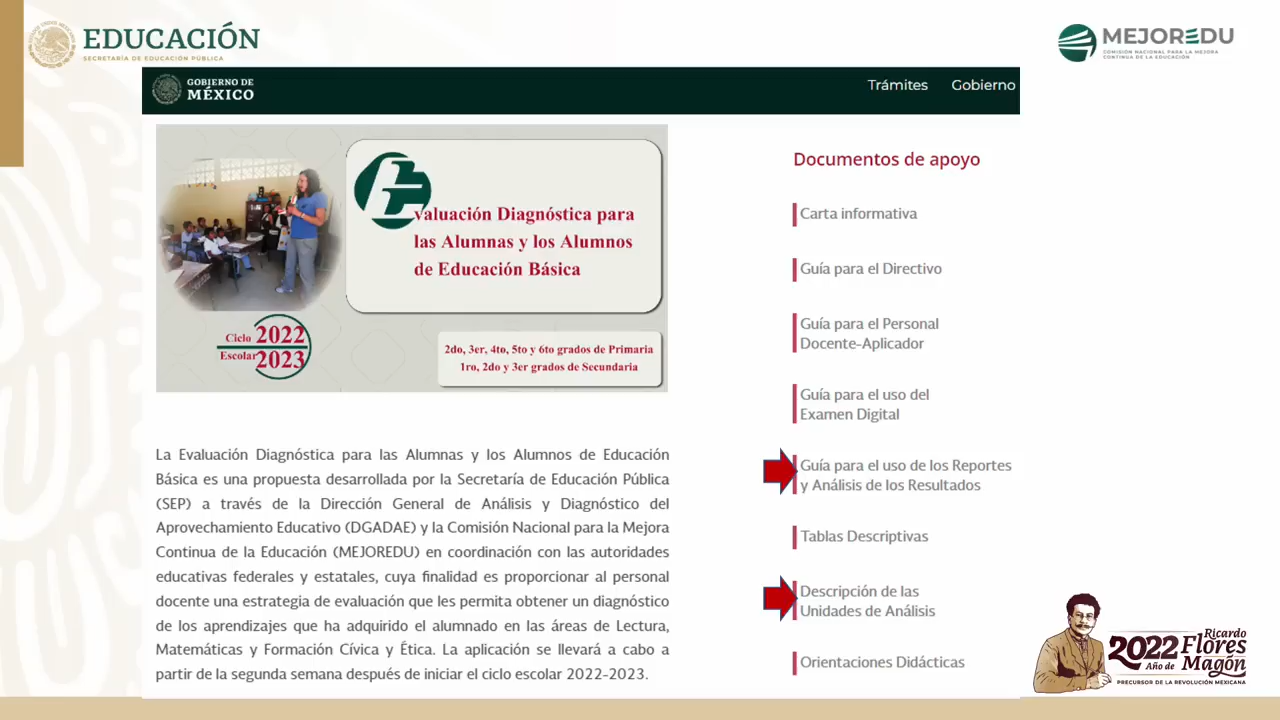 EDUCACIÓN
SECRETARÍA DE EDUCACIÓN PÚBLICA
MEJOREDU
COMISIÓN NACIONAL PARA LA MEJORA
CONTINUA DE LA EDUCACIÓN
GOBIERNO DE
MÉXICO
Trámites Gobierno
valuación Diagnóstica para
las Alumnas y los Alumnos
de Educación Básica
Ciclo 2022
Escolar 2023
2do, 3er, 4to, 5to y 6to grados de Primaria
1ro, 2do y 3er grados de Secundaria
La Evaluación Diagnóstica para las Alumnas y los Alumnos de Educación
Básica es una propuesta desarrollada por la Secretaría de Educación Pública
(SEP) a través de la Dirección General de Análisis y Diagnóstico del
Aprovechamiento Educativo (DGADAE) y la Comisión Nacional para la Mejora
Continua de la Educación (MEJOREDU) en coordinación con las autoridades
educativas federales y estatales, cuya finalidad es proporcionar al personal
docente una estrategia de evaluación que les permita obtener un diagnóstico
de los aprendizajes que ha adquirido el alumnado en las áreas de Lectura,
Matemáticas y Formación Cívica y Ética. La aplicación se llevará a cabo a
partir de la segunda semana después de iniciar el ciclo escolar 2022-2023.
Documentos de apoyo
Carta informativa
Guía para el Directivo
Guía para el Personal
Docente-Aplicador
Guía para el uso del
Examen Digital
Guía para el uso de los Reportes
y Análisis de los Resultados
Tablas Descriptivas
Descripción de las
Unidades de Análisis
Orientaciones Didácticas
2022 Ricardo
Flores
Año de Magón
PRECURSOR DE LA REVOLUCIÓN MEXICANA